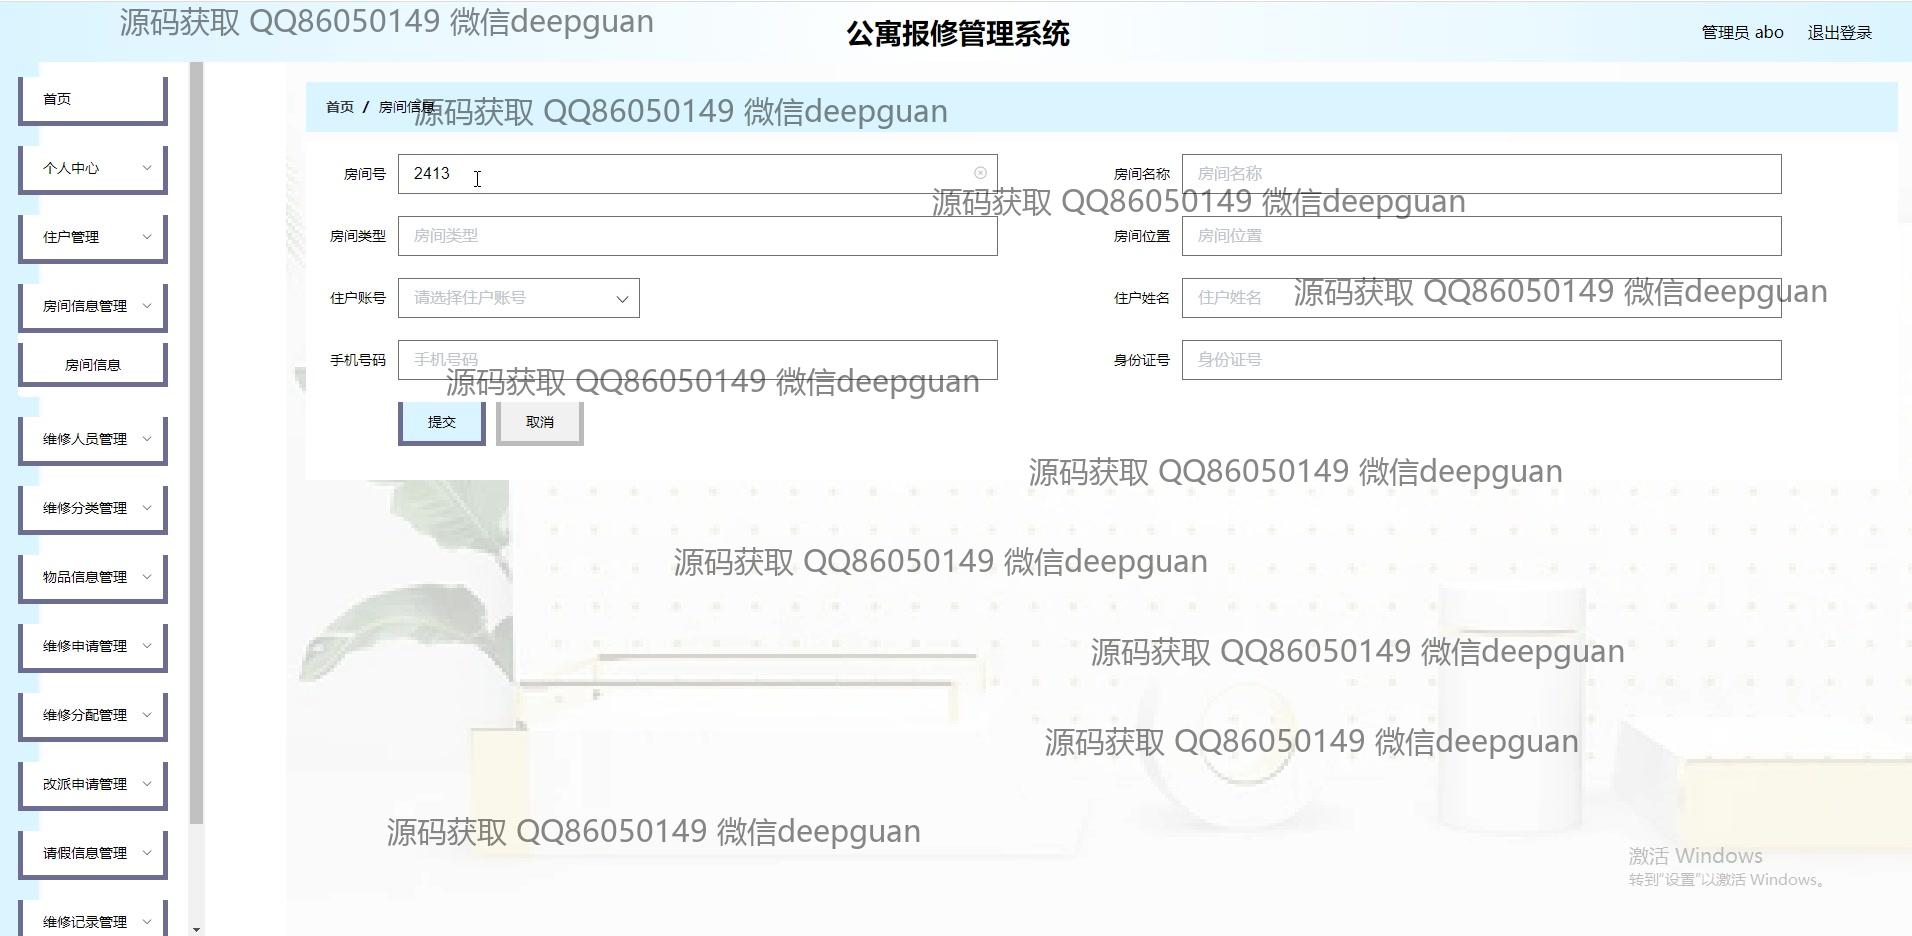 源码获取 QQ86050149 微信deepguan
公寓报修管理系统
管理员 abo 退出登录
首页
个人中心
住户管理
房间信息管理
房间信息
维修人员管理
维修分类管理
物品信息管理
维修申请管理
维修分配管理
改派申请管理
请假信息管理
维修记录管理
首页 / 房间信息
源码获取 QQ86050149 微信deepguan
房间号 2413
房间名称 房间名称
源码获取 QQ86050149 微信deepguan
房间类型 房间类型
房间位置 房间位置
住户账号 请选择住户账号
住户姓名 住户姓名
源码获取 QQ86050149 微信deepguan
手机号码 手机号码
身份证号 身份证号
源码获取 QQ86050149 微信deepguan
提交 取消
源码获取 QQ86050149 微信deepguan
源码获取 QQ86050149 微信deepguan
源码获取 QQ86050149 微信deepguan
源码获取 QQ86050149 微信deepguan
源码获取 QQ86050149 微信deepguan
激活 Windows
转到"设置"以激活 Windows。